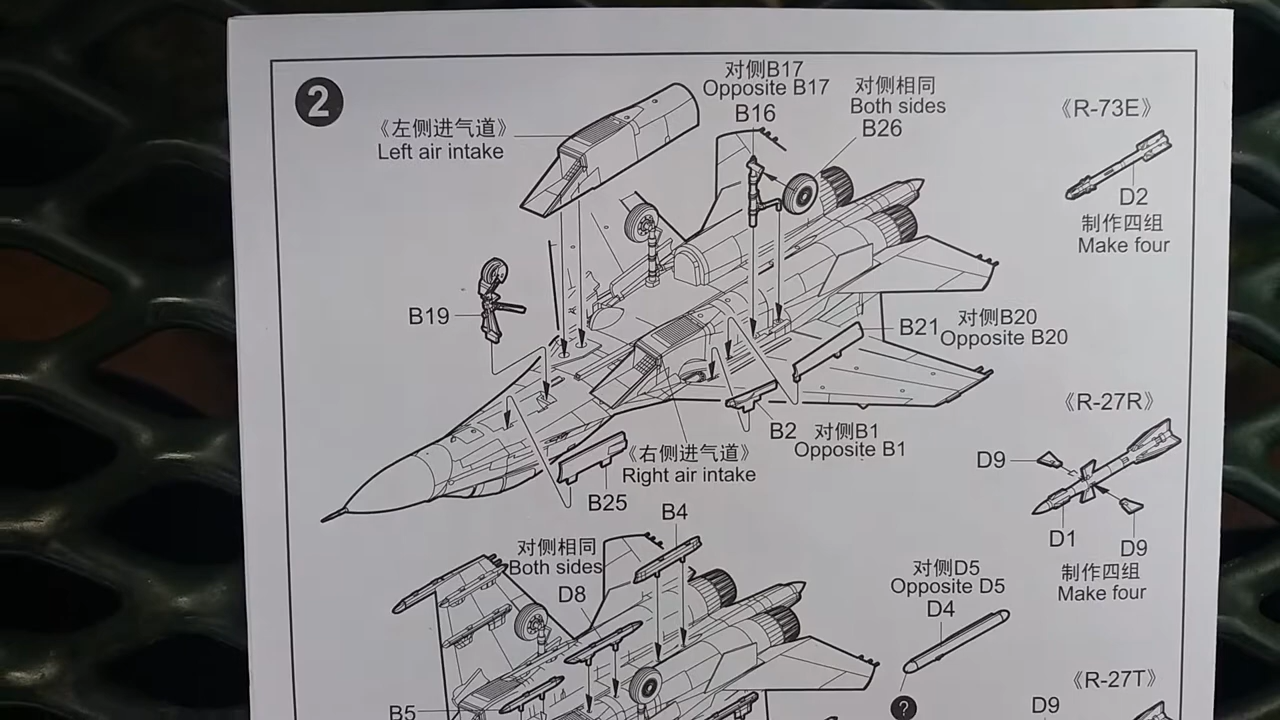 2
《左侧进气道》
Left air intake
对侧B17
Opposite B17
B16
对侧相同
Both sides
B26
《R-73E》
D2
制作四组
Make four
B19
B21
对侧B20
Opposite B20
B2
对侧B1
Opposite B1
《右侧进气道》
Right air intake
B25
《R-27R》
D9
D1
D9
制作四组
Make four
B4
对侧相同
Both sides
D8
对侧D5
Opposite D5
D4
?
B5
《R-27T》
D9